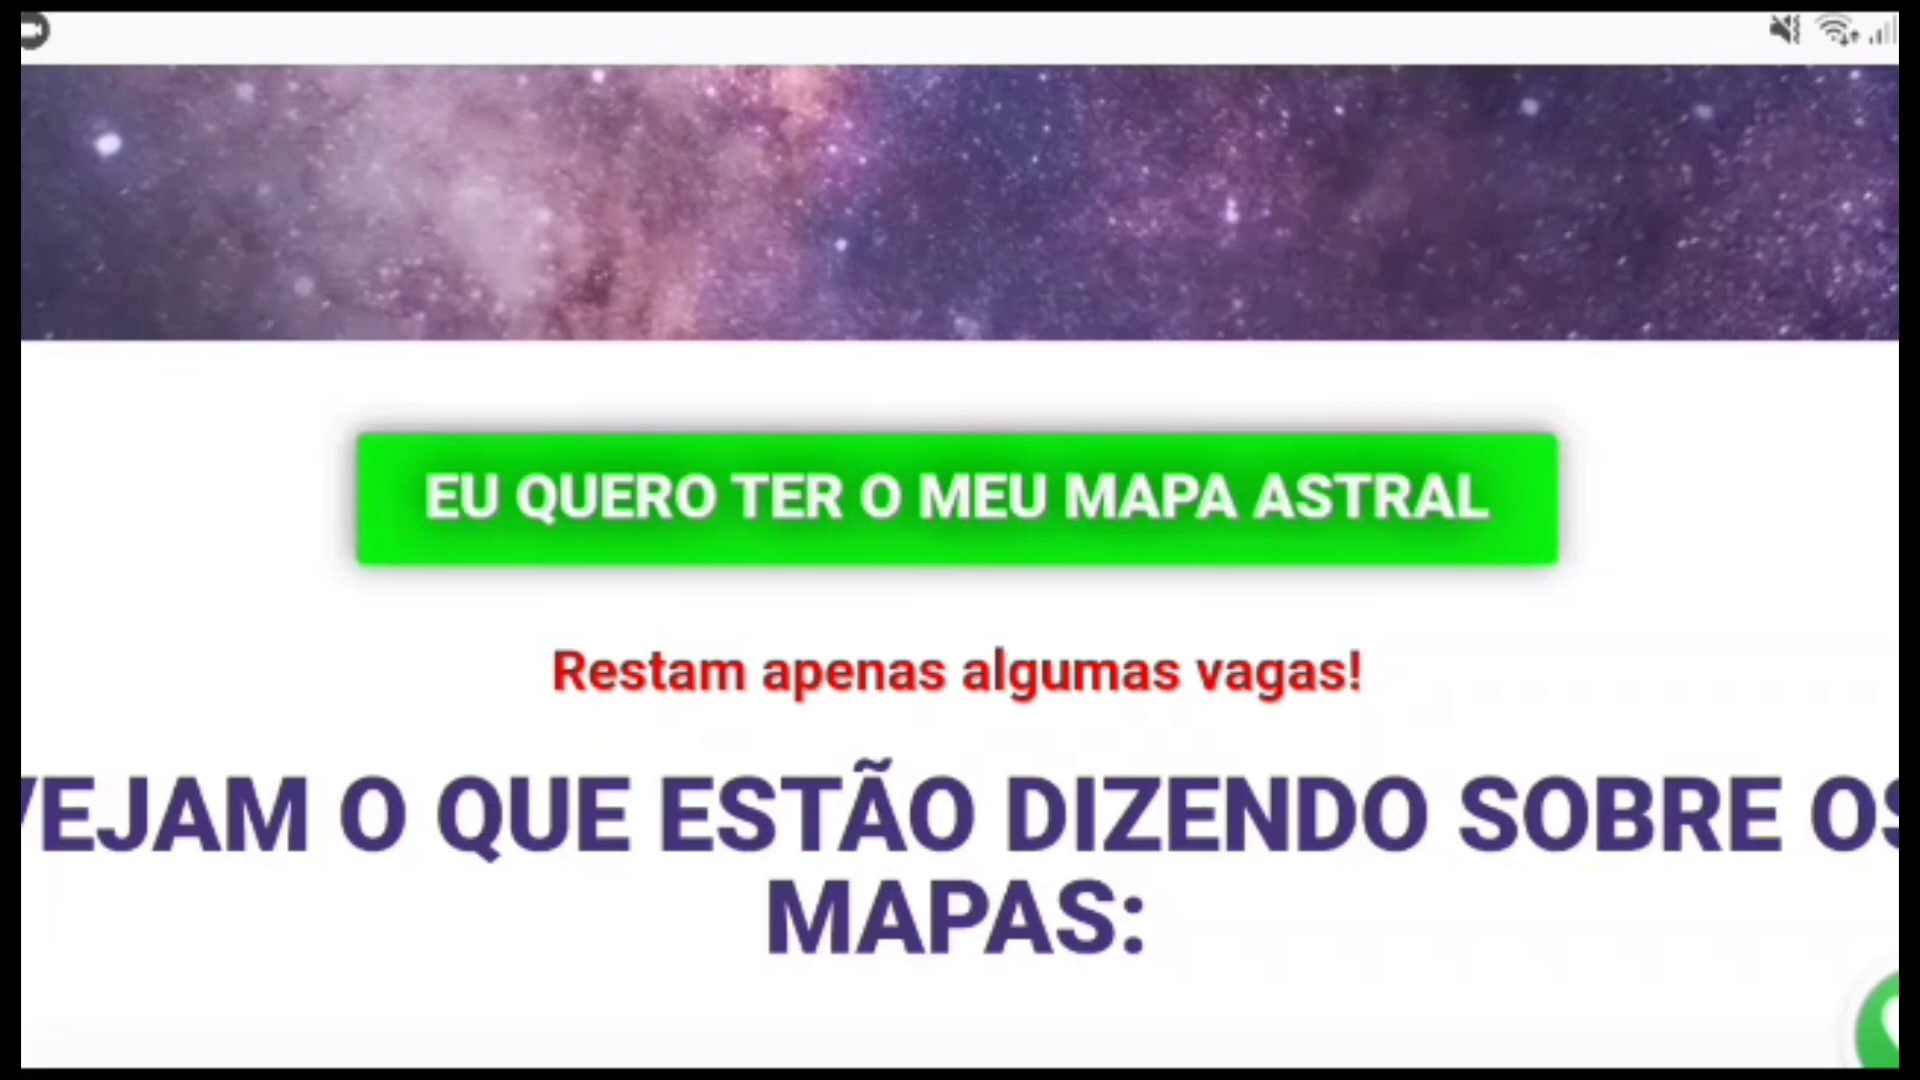 EU QUERO TER O MEU MAPA ASTRAL
Restam apenas algumas vagas!
VEJAM O QUE ESTÃO DIZENDO SOBRE OS
MAPAS: